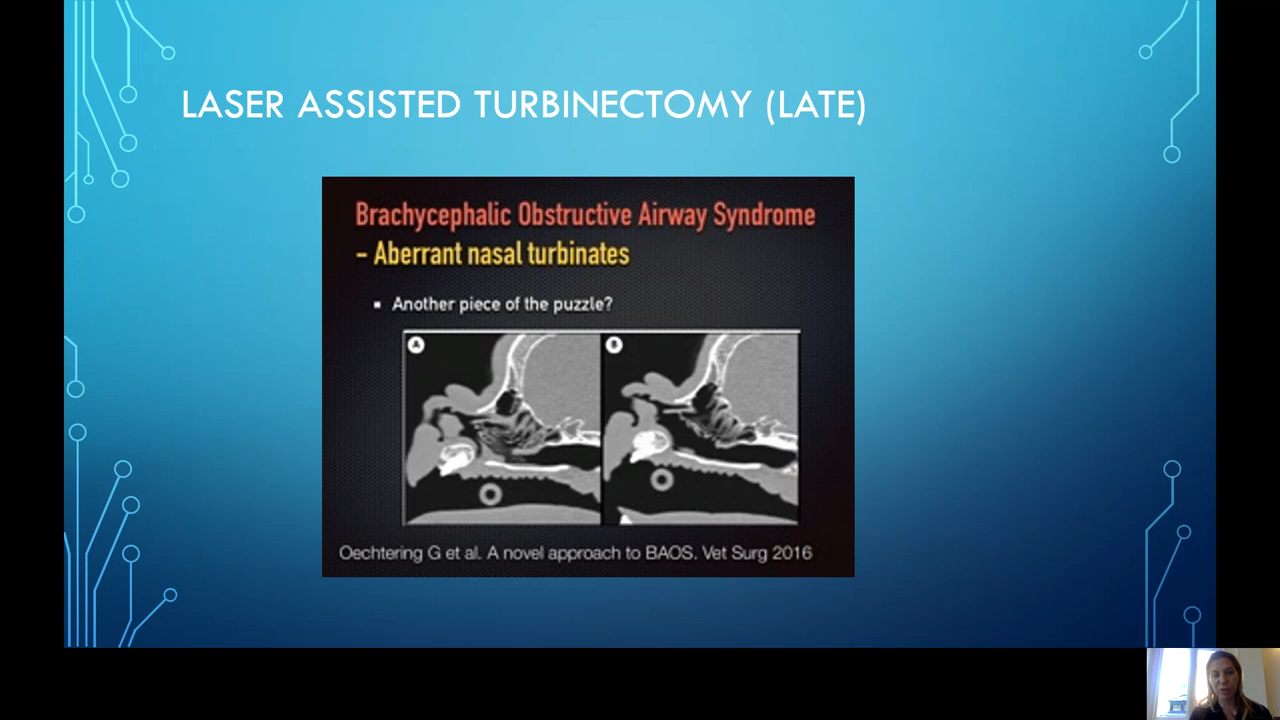 LASER ASSISTED TURBINECTOMY (LATE)
Brachycephalic Obstructive Airway Syndrome
– Aberrant nasal turbinates
▪ Another piece of the puzzle?
A
B
Oechtering G et al. A novel approach to BAOS. Vet Surg 2016